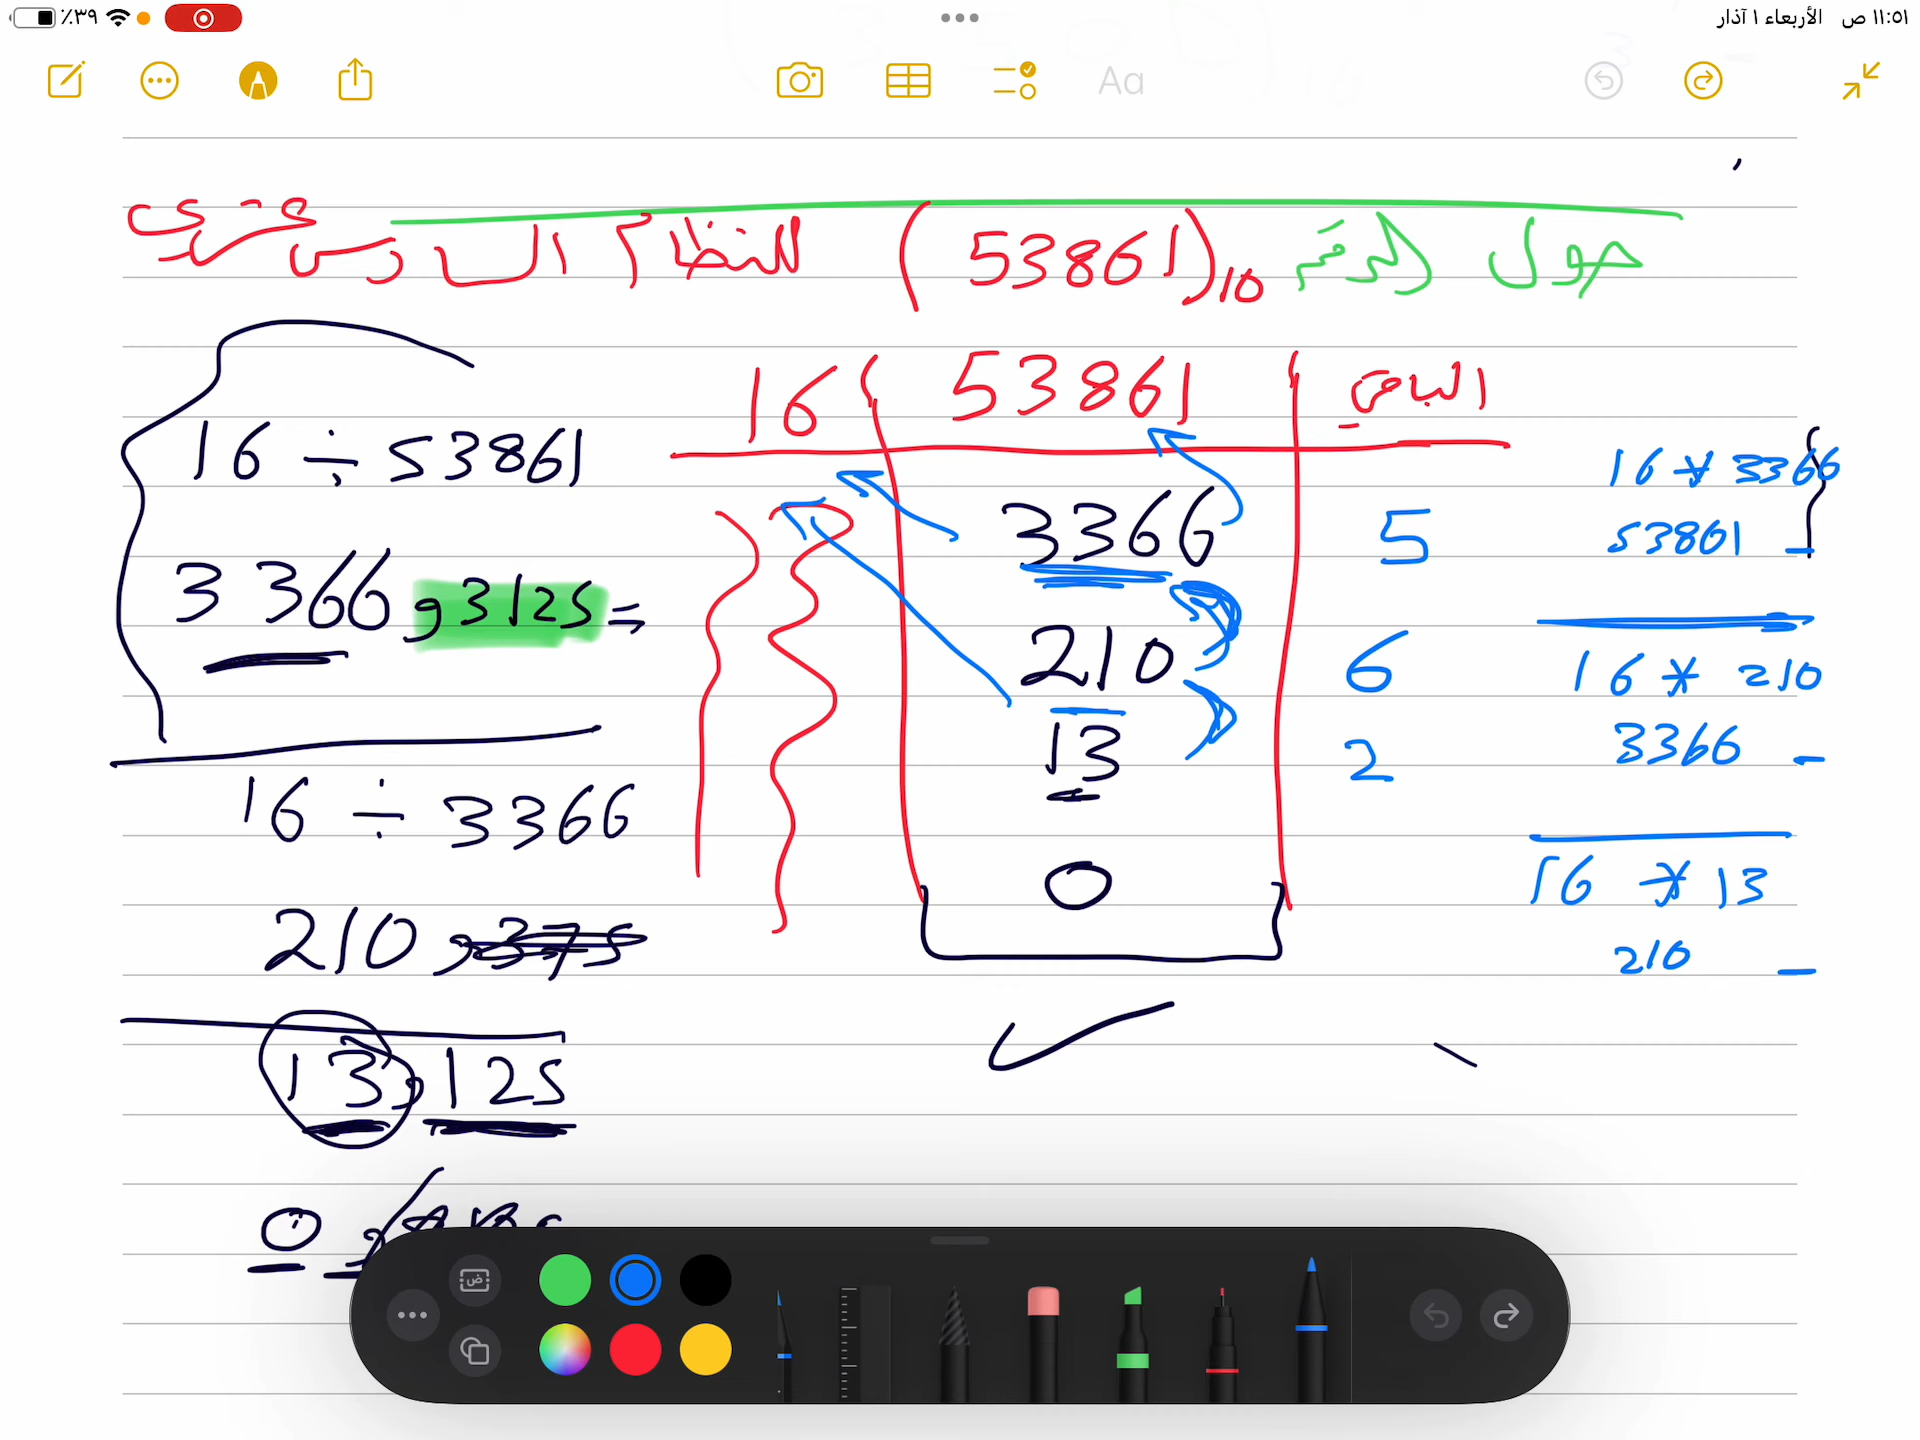 ١١:٥١ ص الأربعاء ١ آذار
٪٣٩
Aa
حول الرقم (53861)10 للنظام السادس عشري
16 53861 الباقي
16 ÷ 53861
3366,3125 =
16 ÷ 3366
210,375
13,125
0,
3366 5
210 6
13 2
0
16 * 3366
53861 -
16 * 210
3366 -
16 * 13
210 -
ض